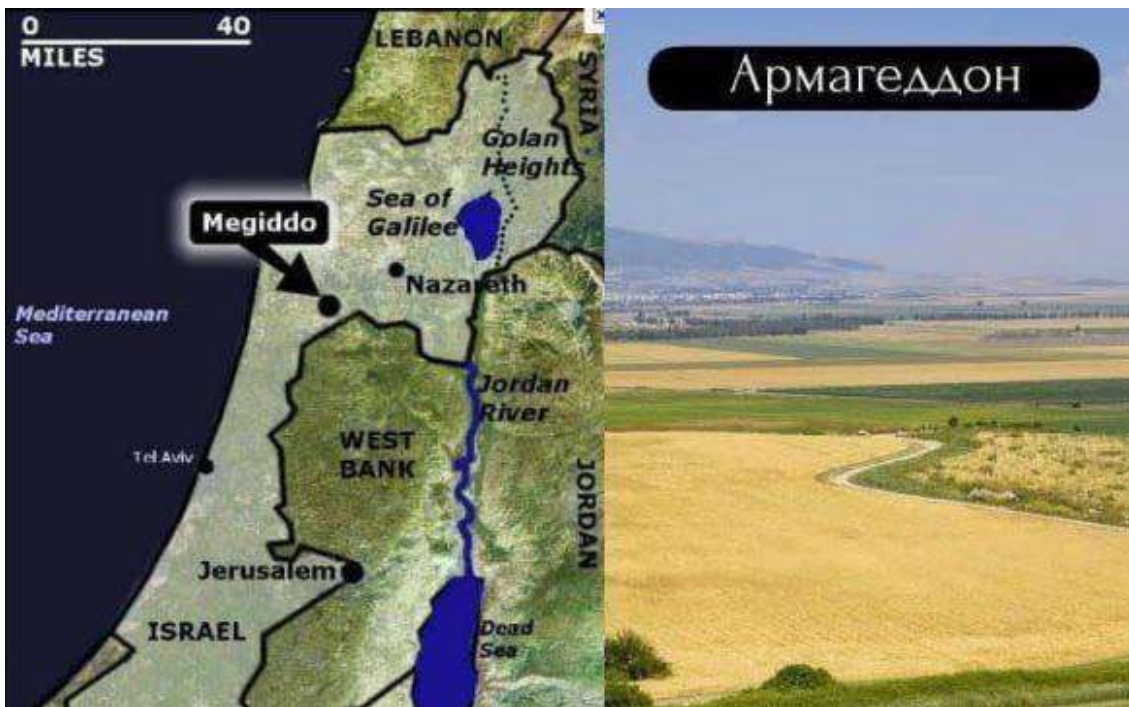 0 40
MILES
LEBANON
SYRIA
Golan
Heights
Sea of
Galilee
Megiddo
Nazareth
Mediterranean
Sea
Jordan
River
WEST
BANK
Tel Aviv
JORDAN
Jerusalem
ISRAEL
Dead
Sea
Армагеддон